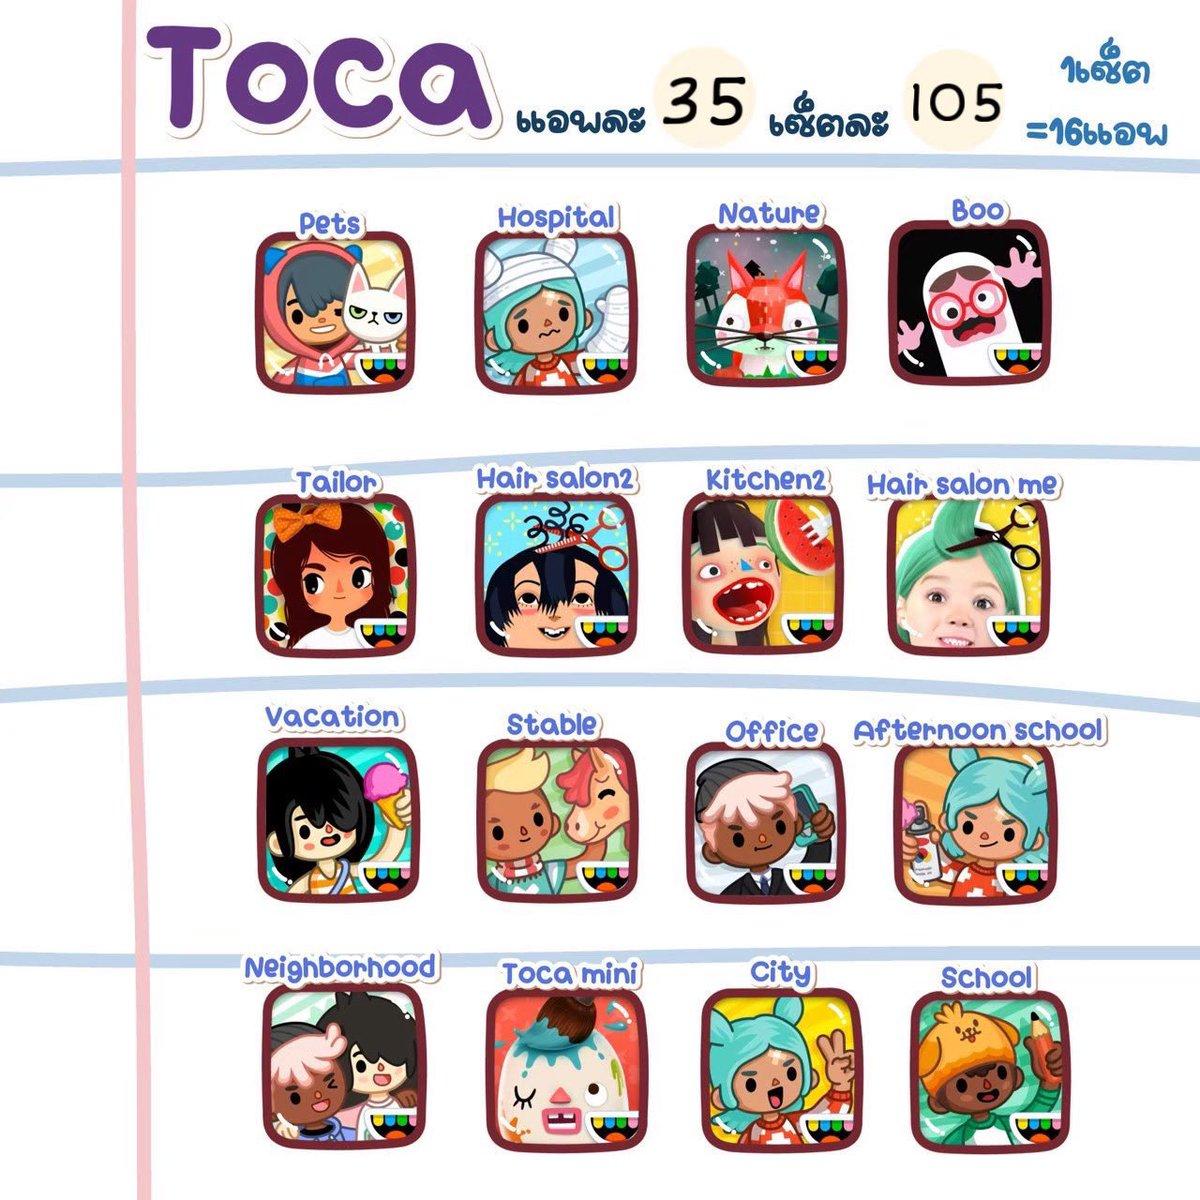 Toca แอพละ 35 เซ็ตละ 105 1เซ็ต
=16แอพ
Pets Hospital Nature Boo
Tailor Hair salon2 Kitchen2 Hair salon me
Vacation Stable Office Afternoon school
Neighborhood Toca mini City School